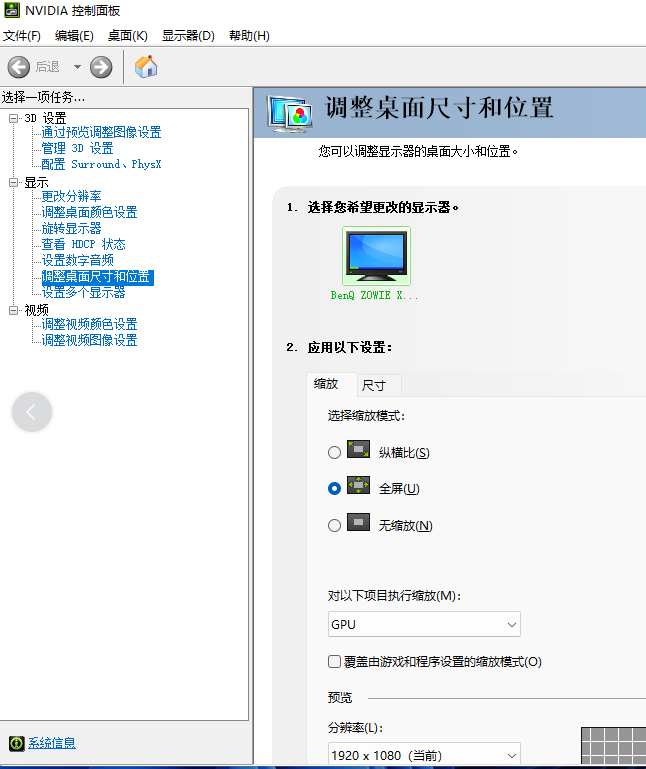 NVIDIA 控制面板
文件(F) 编辑(E) 桌面(K) 显示器(D) 帮助(H)
后退
选择一项任务...
3D 设置
通过预览调整图像设置
管理 3D 设置
配置 Surround、PhysX
显示
更改分辨率
调整桌面颜色设置
旋转显示器
查看 HDCP 状态
设置数字音频
调整桌面尺寸和位置
设置多个显示器
视频
调整视频颜色设置
调整视频图像设置
系统信息
调整桌面尺寸和位置
您可以调整显示器的桌面大小和位置。
1. 选择您希望更改的显示器。
BenQ ZOWIE X...
2. 应用以下设置:
缩放 尺寸
选择缩放模式:
纵横比(S)
全屏(U)
无缩放(N)
对以下项目执行缩放(M):
GPU
覆盖由游戏和程序设置的缩放模式(O)
预览
分辨率(L):
1920 x 1080（当前）